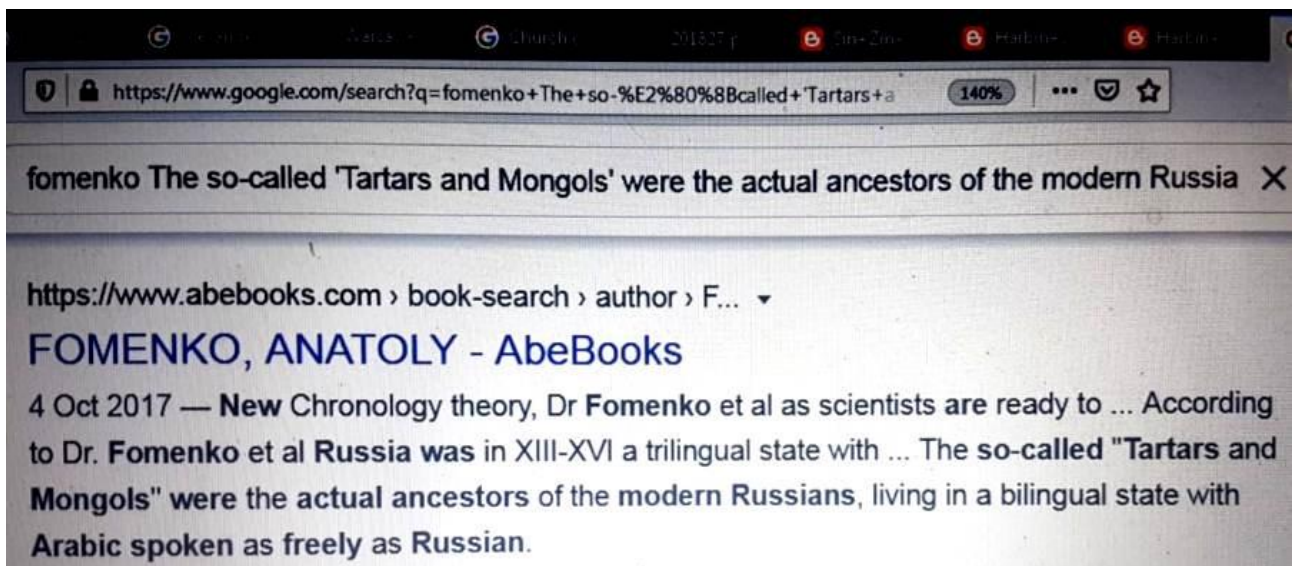 https://www.google.com/search?q=fomenko+The+so-%E2%80%8Bcalled+'Tartars+a 140% •••
fomenko The so-called 'Tartars and Mongols' were the actual ancestors of the modern Russia X
https://www.abebooks.com › book-search › author › F...
FOMENKO, ANATOLY - AbeBooks
4 Oct 2017 — New Chronology theory, Dr Fomenko et al as scientists are ready to ... According
to Dr. Fomenko et al Russia was in XIII-XVI a trilingual state with ... The so-called "Tartars and
Mongols" were the actual ancestors of the modern Russians, living in a bilingual state with
Arabic spoken as freely as Russian.